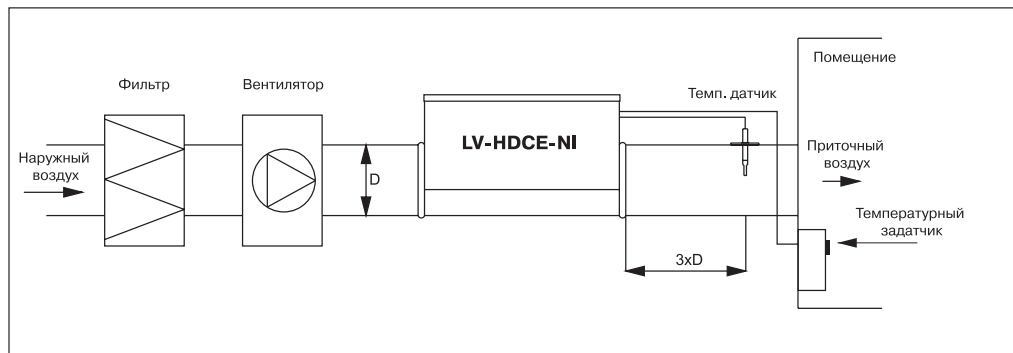 Помещение
Фильтр
Вентилятор
Темп. датчик
LV-HDCE-NI
Наружный
воздух
D
Приточный
воздух
Температурный
задатчик
3xD